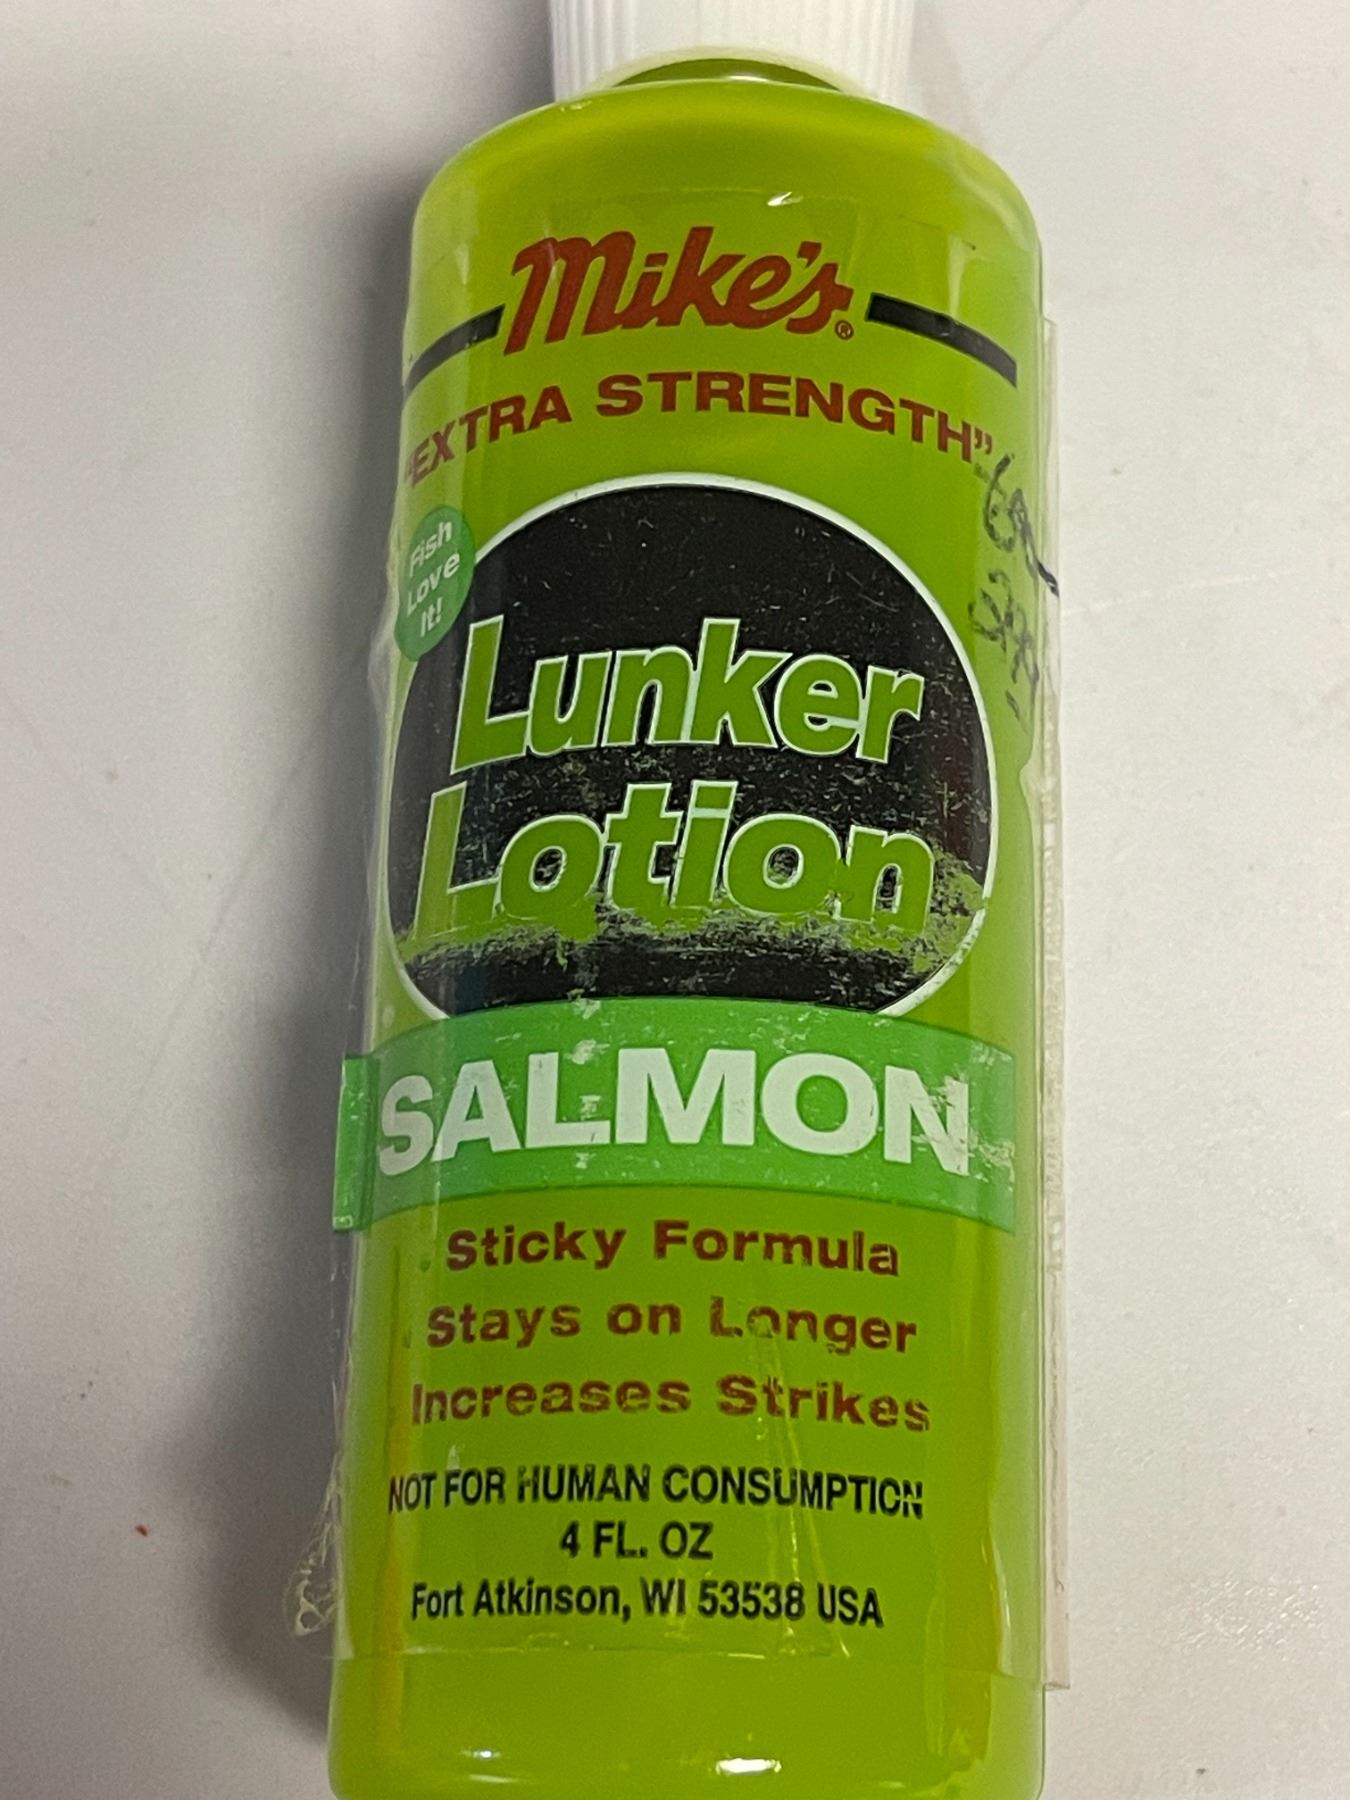 Mike's®
"EXTRA STRENGTH"
Fish
Love
It!
Lunker
Lotion
SALMON
Sticky Formula
Stays on Longer
Increases Strikes
NOT FOR HUMAN CONSUMPTION
4 FL. OZ
Fort Atkinson, WI 53538 USA